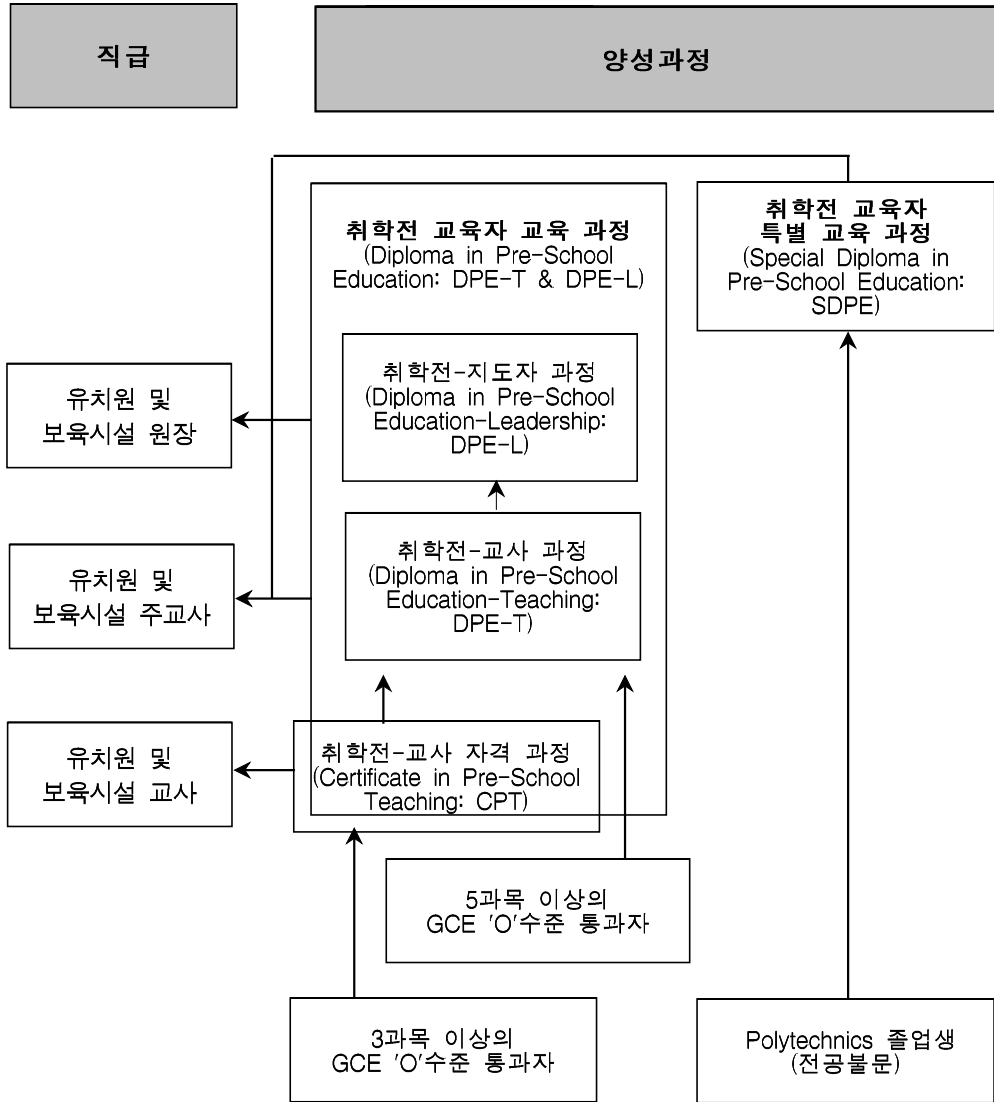 직급
양성과정
취학전 교육자
특별 교육 과정
(Special Diploma in
Pre-School Education:
SDPE)
취학전 교육자 교육 과정
(Diploma in Pre-School
Education: DPE-T & DPE-L)
취학전-지도자 과정
(Diploma in Pre-School
Education-Leadership:
DPE-L)
유치원 및
보육시설 원장
취학전-교사 과정
(Diploma in Pre-School
Education-Teaching:
DPE-T)
유치원 및
보육시설 주교사
취학전-교사 자격 과정
(Certificate in Pre-School
Teaching: CPT)
유치원 및
보육시설 교사
5과목 이상의
GCE 'O'수준 통과자
3과목 이상의
GCE 'O'수준 통과자
Polytechnics 졸업생
(전공불문)